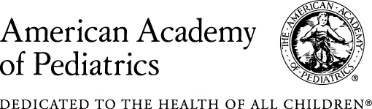 American Academy
of Pediatrics
THE AMERICAN ACADEMY OF PEDIATRICS ®
DEDICATED TO THE HEALTH OF ALL CHILDREN®